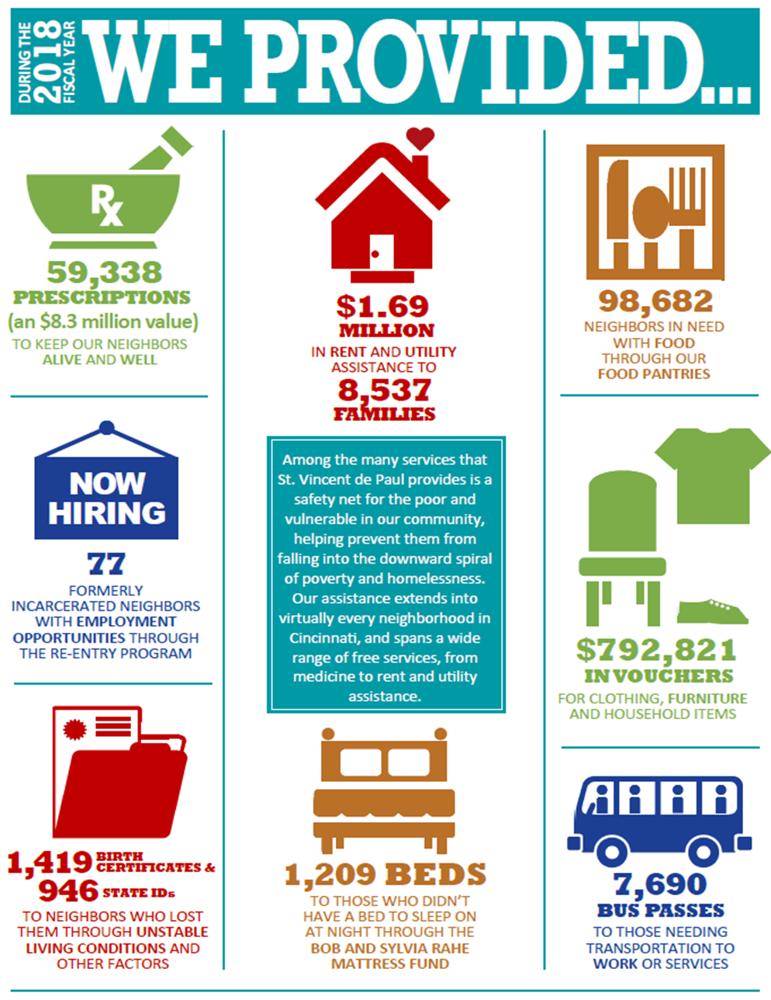 DURING THE
2018
FISCAL YEAR
WE PROVIDED...
Rx
59,338
PRESCRIPTIONS
(an $8.3 million value)
TO KEEP OUR NEIGHBORS
ALIVE AND WELL
NOW
HIRING
77
FORMERLY
INCARCERATED NEIGHBORS
WITH EMPLOYMENT
OPPORTUNITIES THROUGH
THE RE-ENTRY PROGRAM
1,419 BIRTH
CERTIFICATES &
946 STATE IDs
TO NEIGHBORS WHO LOST
THEM THROUGH UNSTABLE
LIVING CONDITIONS AND
OTHER FACTORS
$1.69
MILLION
IN RENT AND UTILITY
ASSISTANCE TO
8,537
FAMILIES
Among the many services that
St. Vincent de Paul provides is a
safety net for the poor and
vulnerable in our community,
helping prevent them from
falling into the downward spiral
of poverty and homelessness.
Our assistance extends into
virtually every neighborhood in
Cincinnati, and spans a wide
range of free services, from
medicine to rent and utility
assistance.
1,209 BEDS
TO THOSE WHO DIDN'T
HAVE A BED TO SLEEP ON
AT NIGHT THROUGH THE
BOB AND SYLVIA RAHE
MATTRESS FUND
98,682
NEIGHBORS IN NEED
WITH FOOD
THROUGH OUR
FOOD PANTRIES
$792,821
IN VOUCHERS
FOR CLOTHING, FURNITURE
AND HOUSEHOLD ITEMS
7,690
BUS PASSES
TO THOSE NEEDING
TRANSPORTATION TO
WORK OR SERVICES